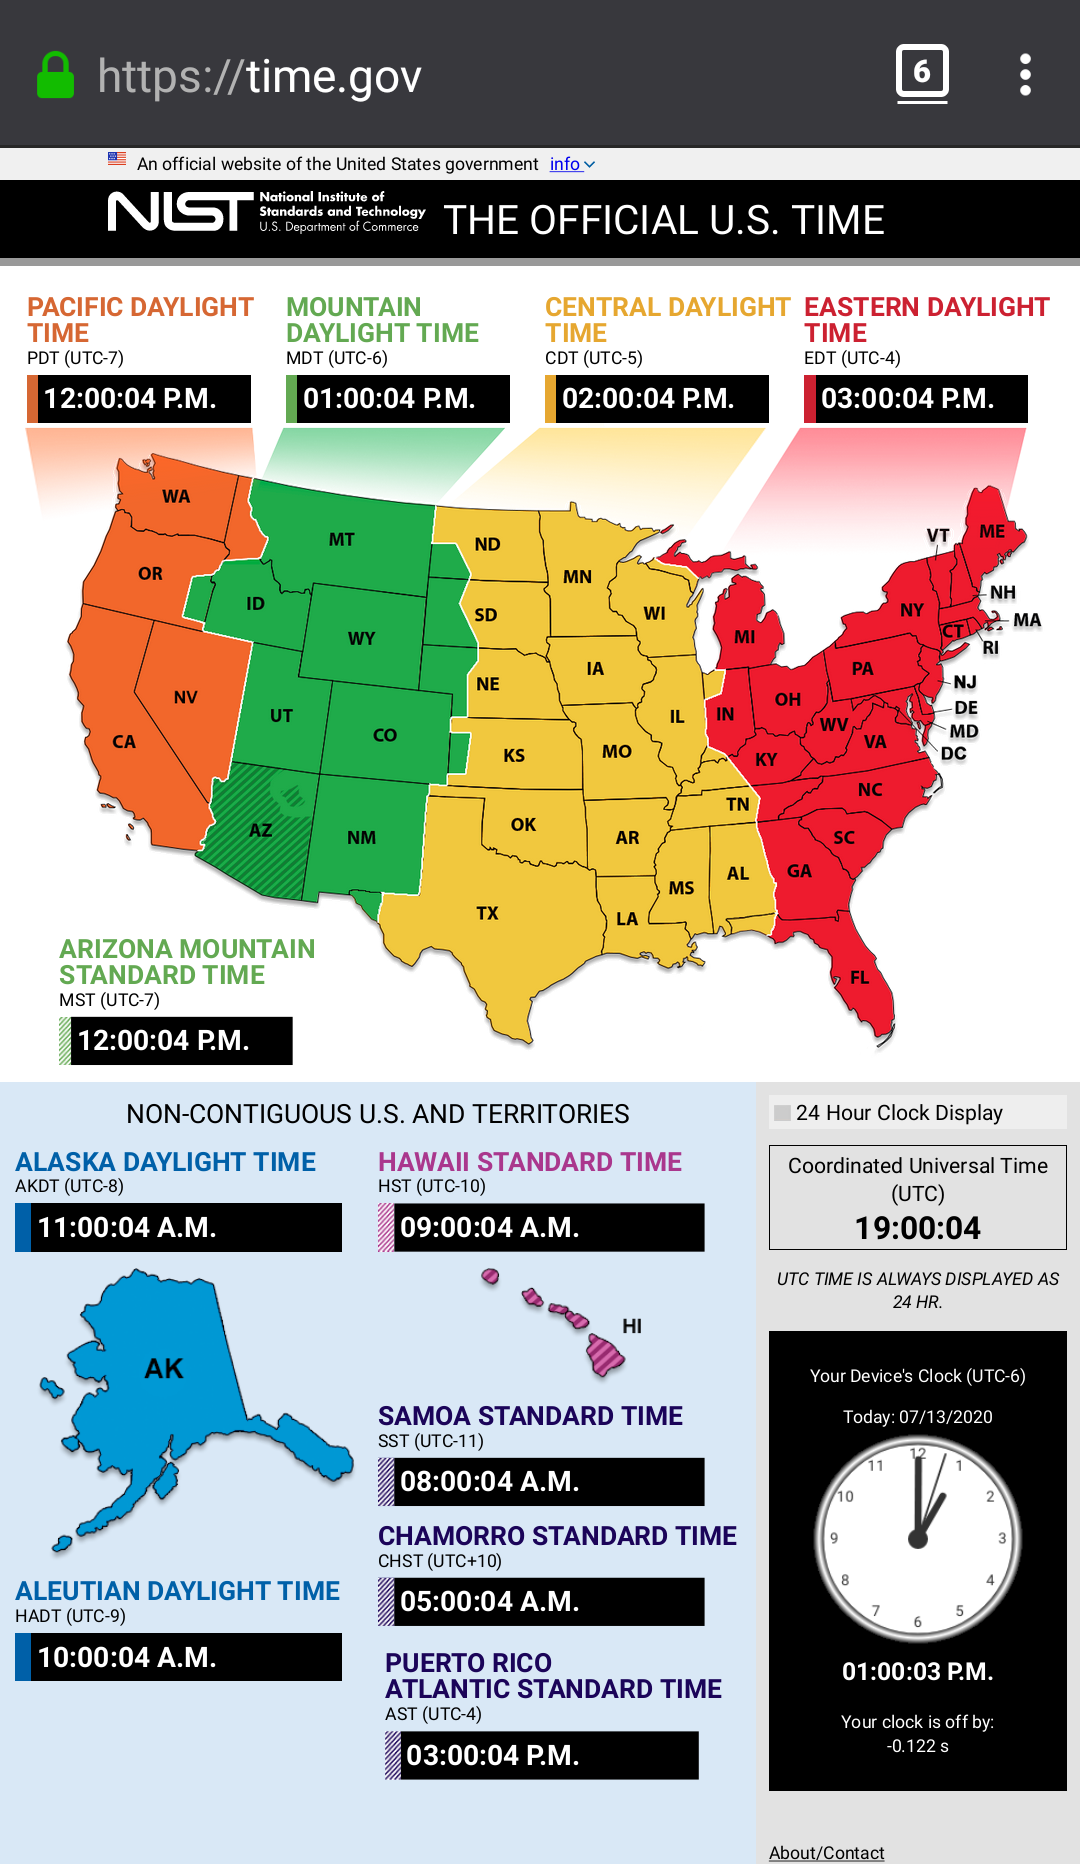 https://time.gov
6
An official website of the United States government info
NIST
National Institute of
Standards and Technology
U.S. Department of Commerce
THE OFFICIAL U.S. TIME
PACIFIC DAYLIGHT
TIME
PDT (UTC-7)
12:00:04 P.M.
MOUNTAIN
DAYLIGHT TIME
MDT (UTC-6)
01:00:04 P.M.
CENTRAL DAYLIGHT
TIME
CDT (UTC-5)
02:00:04 P.M.
EASTERN DAYLIGHT
TIME
EDT (UTC-4)
03:00:04 P.M.
WA
OR
CA
NV
ID
MT
WY
UT
CO
AZ
NM
ND
SD
NE
KS
OK
TX
MN
IA
MO
AR
LA
WI
IL
MS
AL
TN
MI
IN
OH
KY
WV
VA
NC
SC
GA
FL
PA
NY
VT
ME
NH
MA
CT
RI
NJ
DE
MD
DC
ARIZONA MOUNTAIN
STANDARD TIME
MST (UTC-7)
12:00:04 P.M.
NON-CONTIGUOUS U.S. AND TERRITORIES
ALASKA DAYLIGHT TIME
AKDT (UTC-8)
11:00:04 A.M.
AK
ALEUTIAN DAYLIGHT TIME
HADT (UTC-9)
10:00:04 A.M.
HAWAII STANDARD TIME
HST (UTC-10)
09:00:04 A.M.
HI
SAMOA STANDARD TIME
SST (UTC-11)
08:00:04 A.M.
CHAMORRO STANDARD TIME
CHST (UTC+10)
05:00:04 A.M.
PUERTO RICO
ATLANTIC STANDARD TIME
AST (UTC-4)
03:00:04 P.M.
24 Hour Clock Display
Coordinated Universal Time
(UTC)
19:00:04
UTC TIME IS ALWAYS DISPLAYED AS
24 HR.
Your Device's Clock (UTC-6)
Today: 07/13/2020
12
1
2
3
4
5
6
7
8
9
10
11
01:00:03 P.M.
Your clock is off by:
-0.122 s
About/Contact